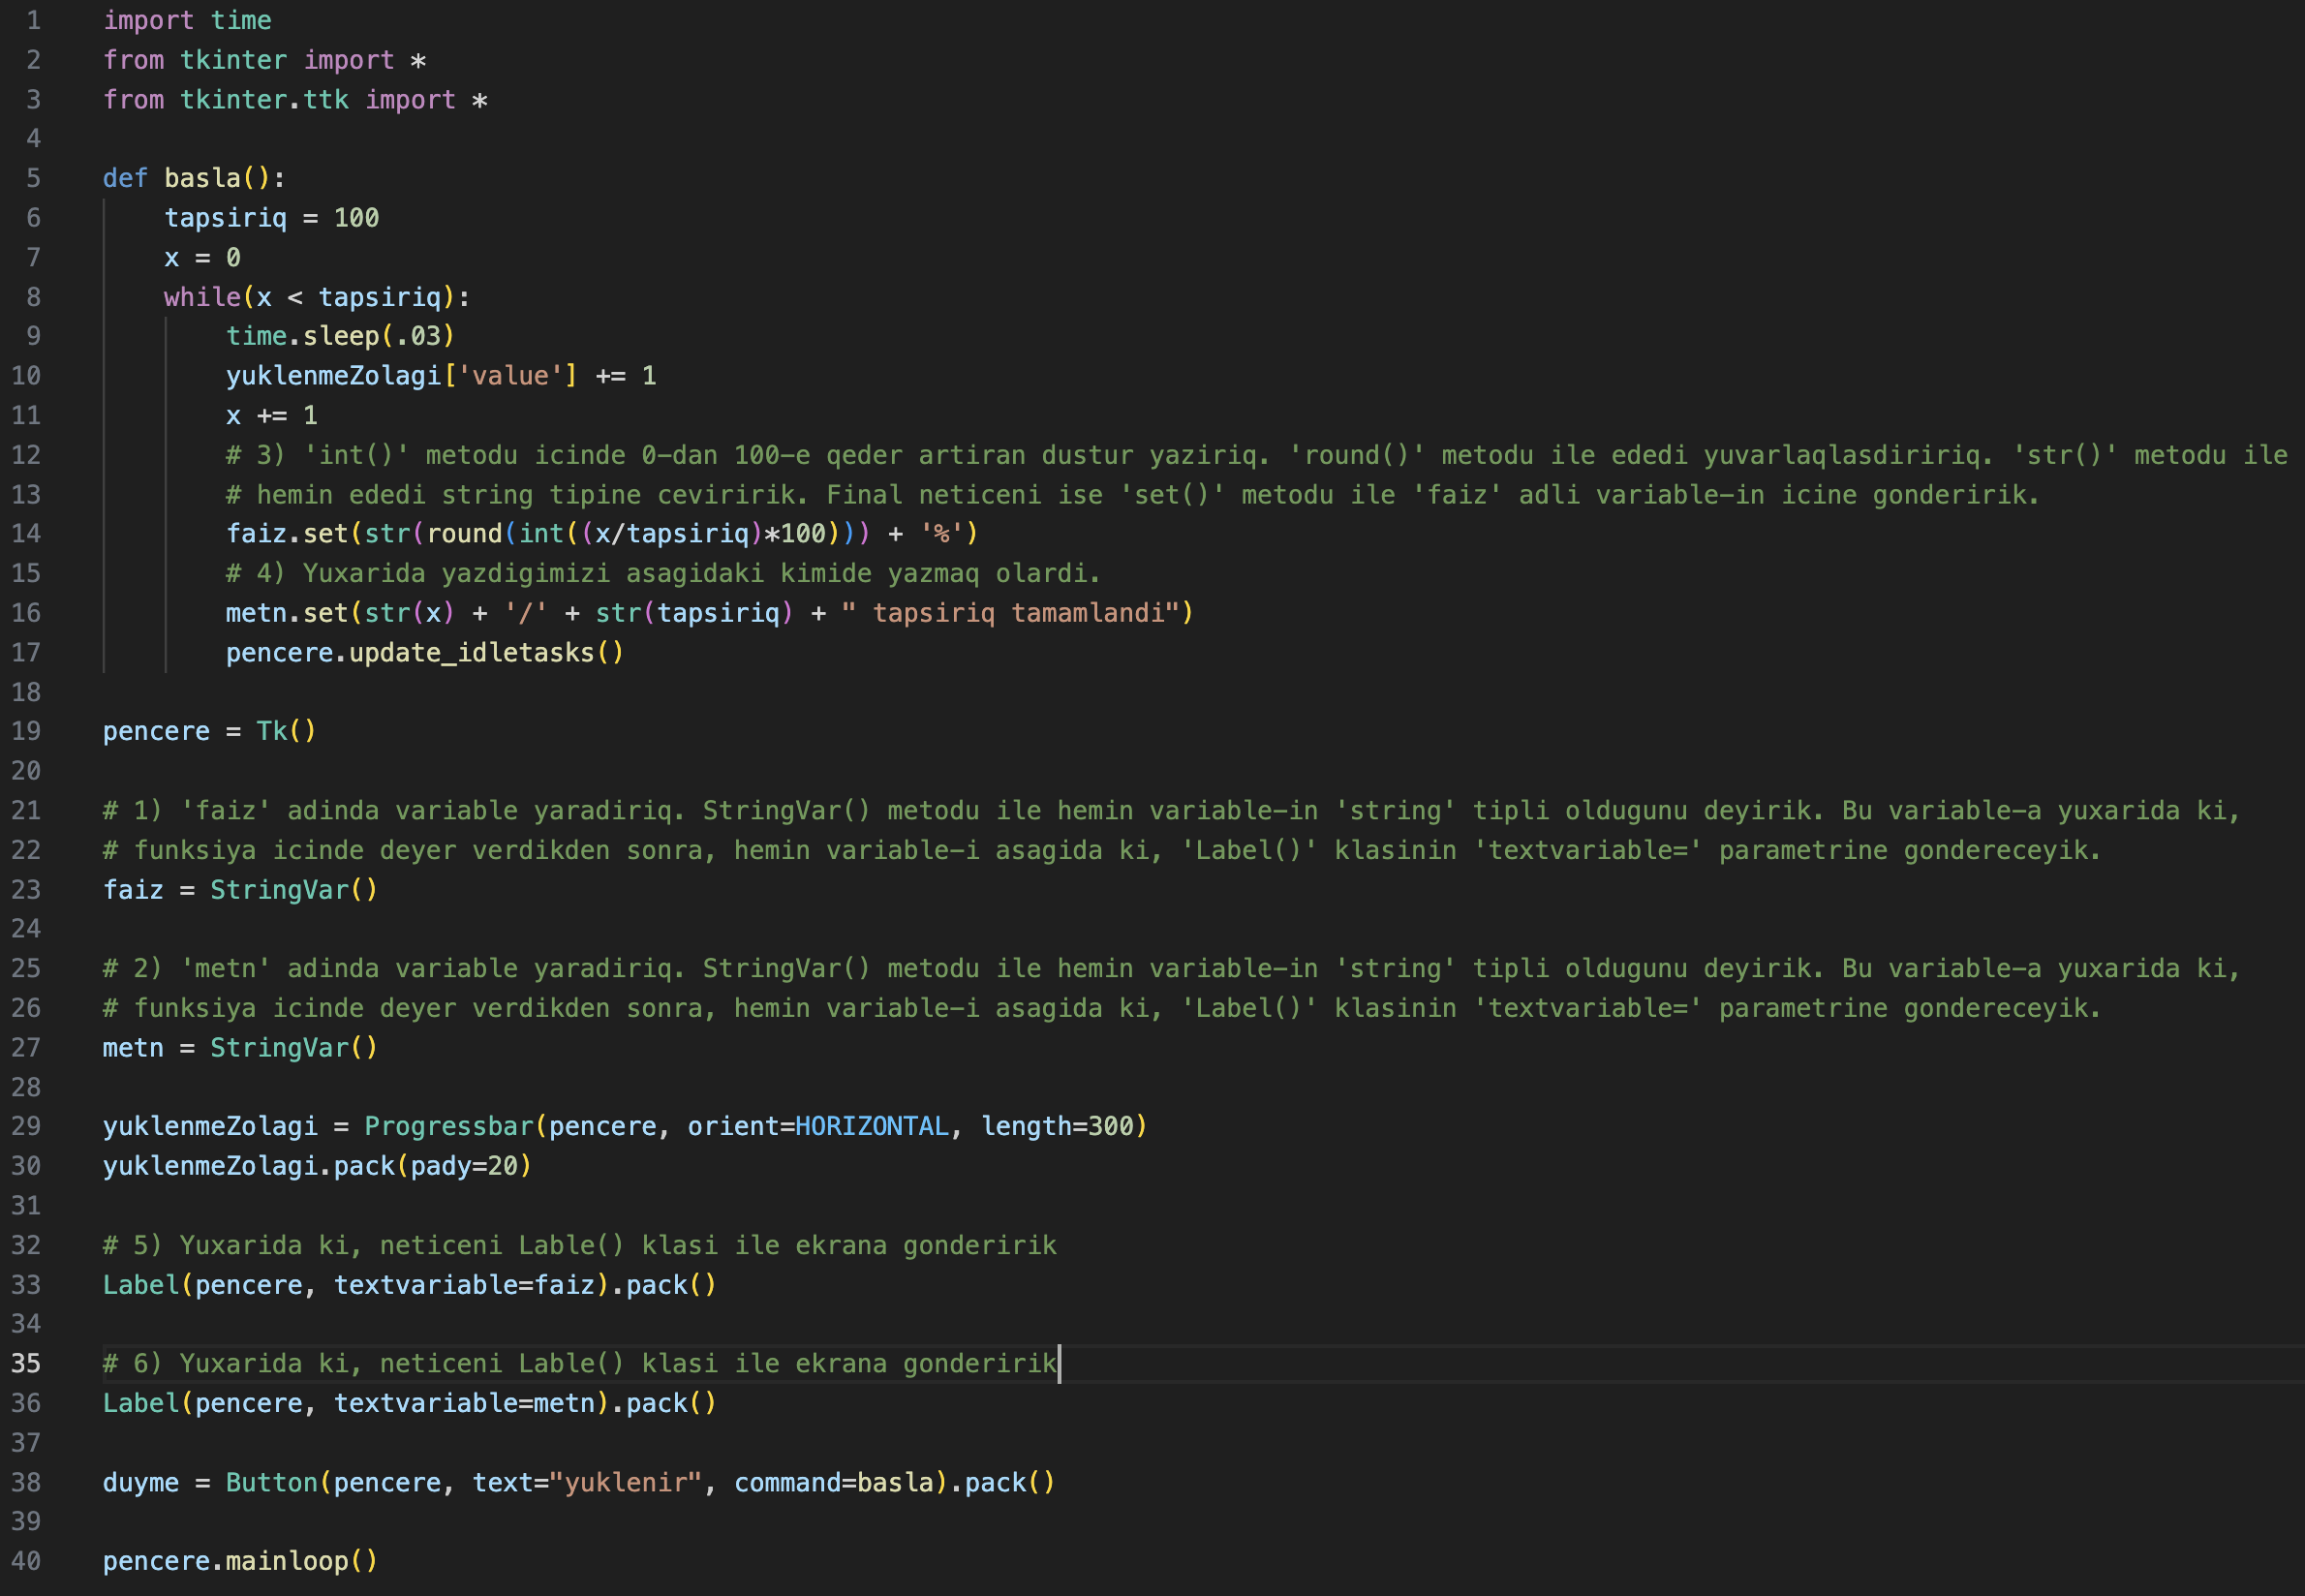 1 import time
2 from tkinter import *
3 from tkinter.ttk import *
4
5 def basla():
6     tapsiriq = 100
7     x = 0
8     while(x < tapsiriq):
9         time.sleep(.03)
10         yuklenmeZolagi['value'] += 1
11         x += 1
12         # 3) 'int()' metodu icinde 0-dan 100-e qeder artiran dustur yaziriq. 'round()' metodu ile ededi yuvarlaqlasdiririq. 'str()' metodu ile
13         # hemin ededi string tipine ceviririk. Final neticeni ise 'set()' metodu ile 'faiz' adli variable-in icine gonderirik.
14         faiz.set(str(round(int((x/tapsiriq)*100))) + '%')
15         # 4) Yuxarida yazdigimizi asagidaki kimide yazmaq olardi.
16         metn.set(str(x) + '/' + str(tapsiriq) + " tapsiriq tamamlandi")
17         pencere.update_idletasks()
18
19 pencere = Tk()
20
21 # 1) 'faiz' adinda variable yaradiriq. StringVar() metodu ile hemin variable-in 'string' tipli oldugunu deyirik. Bu variable-a yuxarida ki,
22 # funksiya icinde deyer verdikden sonra, hemin variable-i asagida ki, 'Label()' klasinin 'textvariable=' parametrine gondereceyik.
23 faiz = StringVar()
24
25 # 2) 'metn' adinda variable yaradiriq. StringVar() metodu ile hemin variable-in 'string' tipli oldugunu deyirik. Bu variable-a yuxarida ki,
26 # funksiya icinde deyer verdikden sonra, hemin variable-i asagida ki, 'Label()' klasinin 'textvariable=' parametrine gondereceyik.
27 metn = StringVar()
28
29 yuklenmeZolagi = Progressbar(pencere, orient=HORIZONTAL, length=300)
30 yuklenmeZolagi.pack(pady=20)
31
32 # 5) Yuxarida ki, neticeni Lable() klasi ile ekrana gonderirik
33 Label(pencere, textvariable=faiz).pack()
34
35 # 6) Yuxarida ki, neticeni Lable() klasi ile ekrana gonderirik
36 Label(pencere, textvariable=metn).pack()
37
38 duyme = Button(pencere, text="yuklenir", command=basla).pack()
39
40 pencere.mainloop()